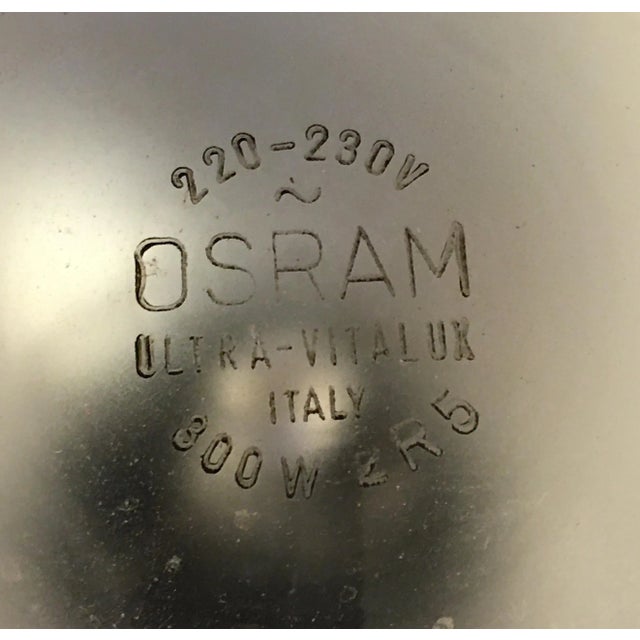 220-230V
~
OSRAM
ULTRA-VITALUX
ITALY
300W 2R5